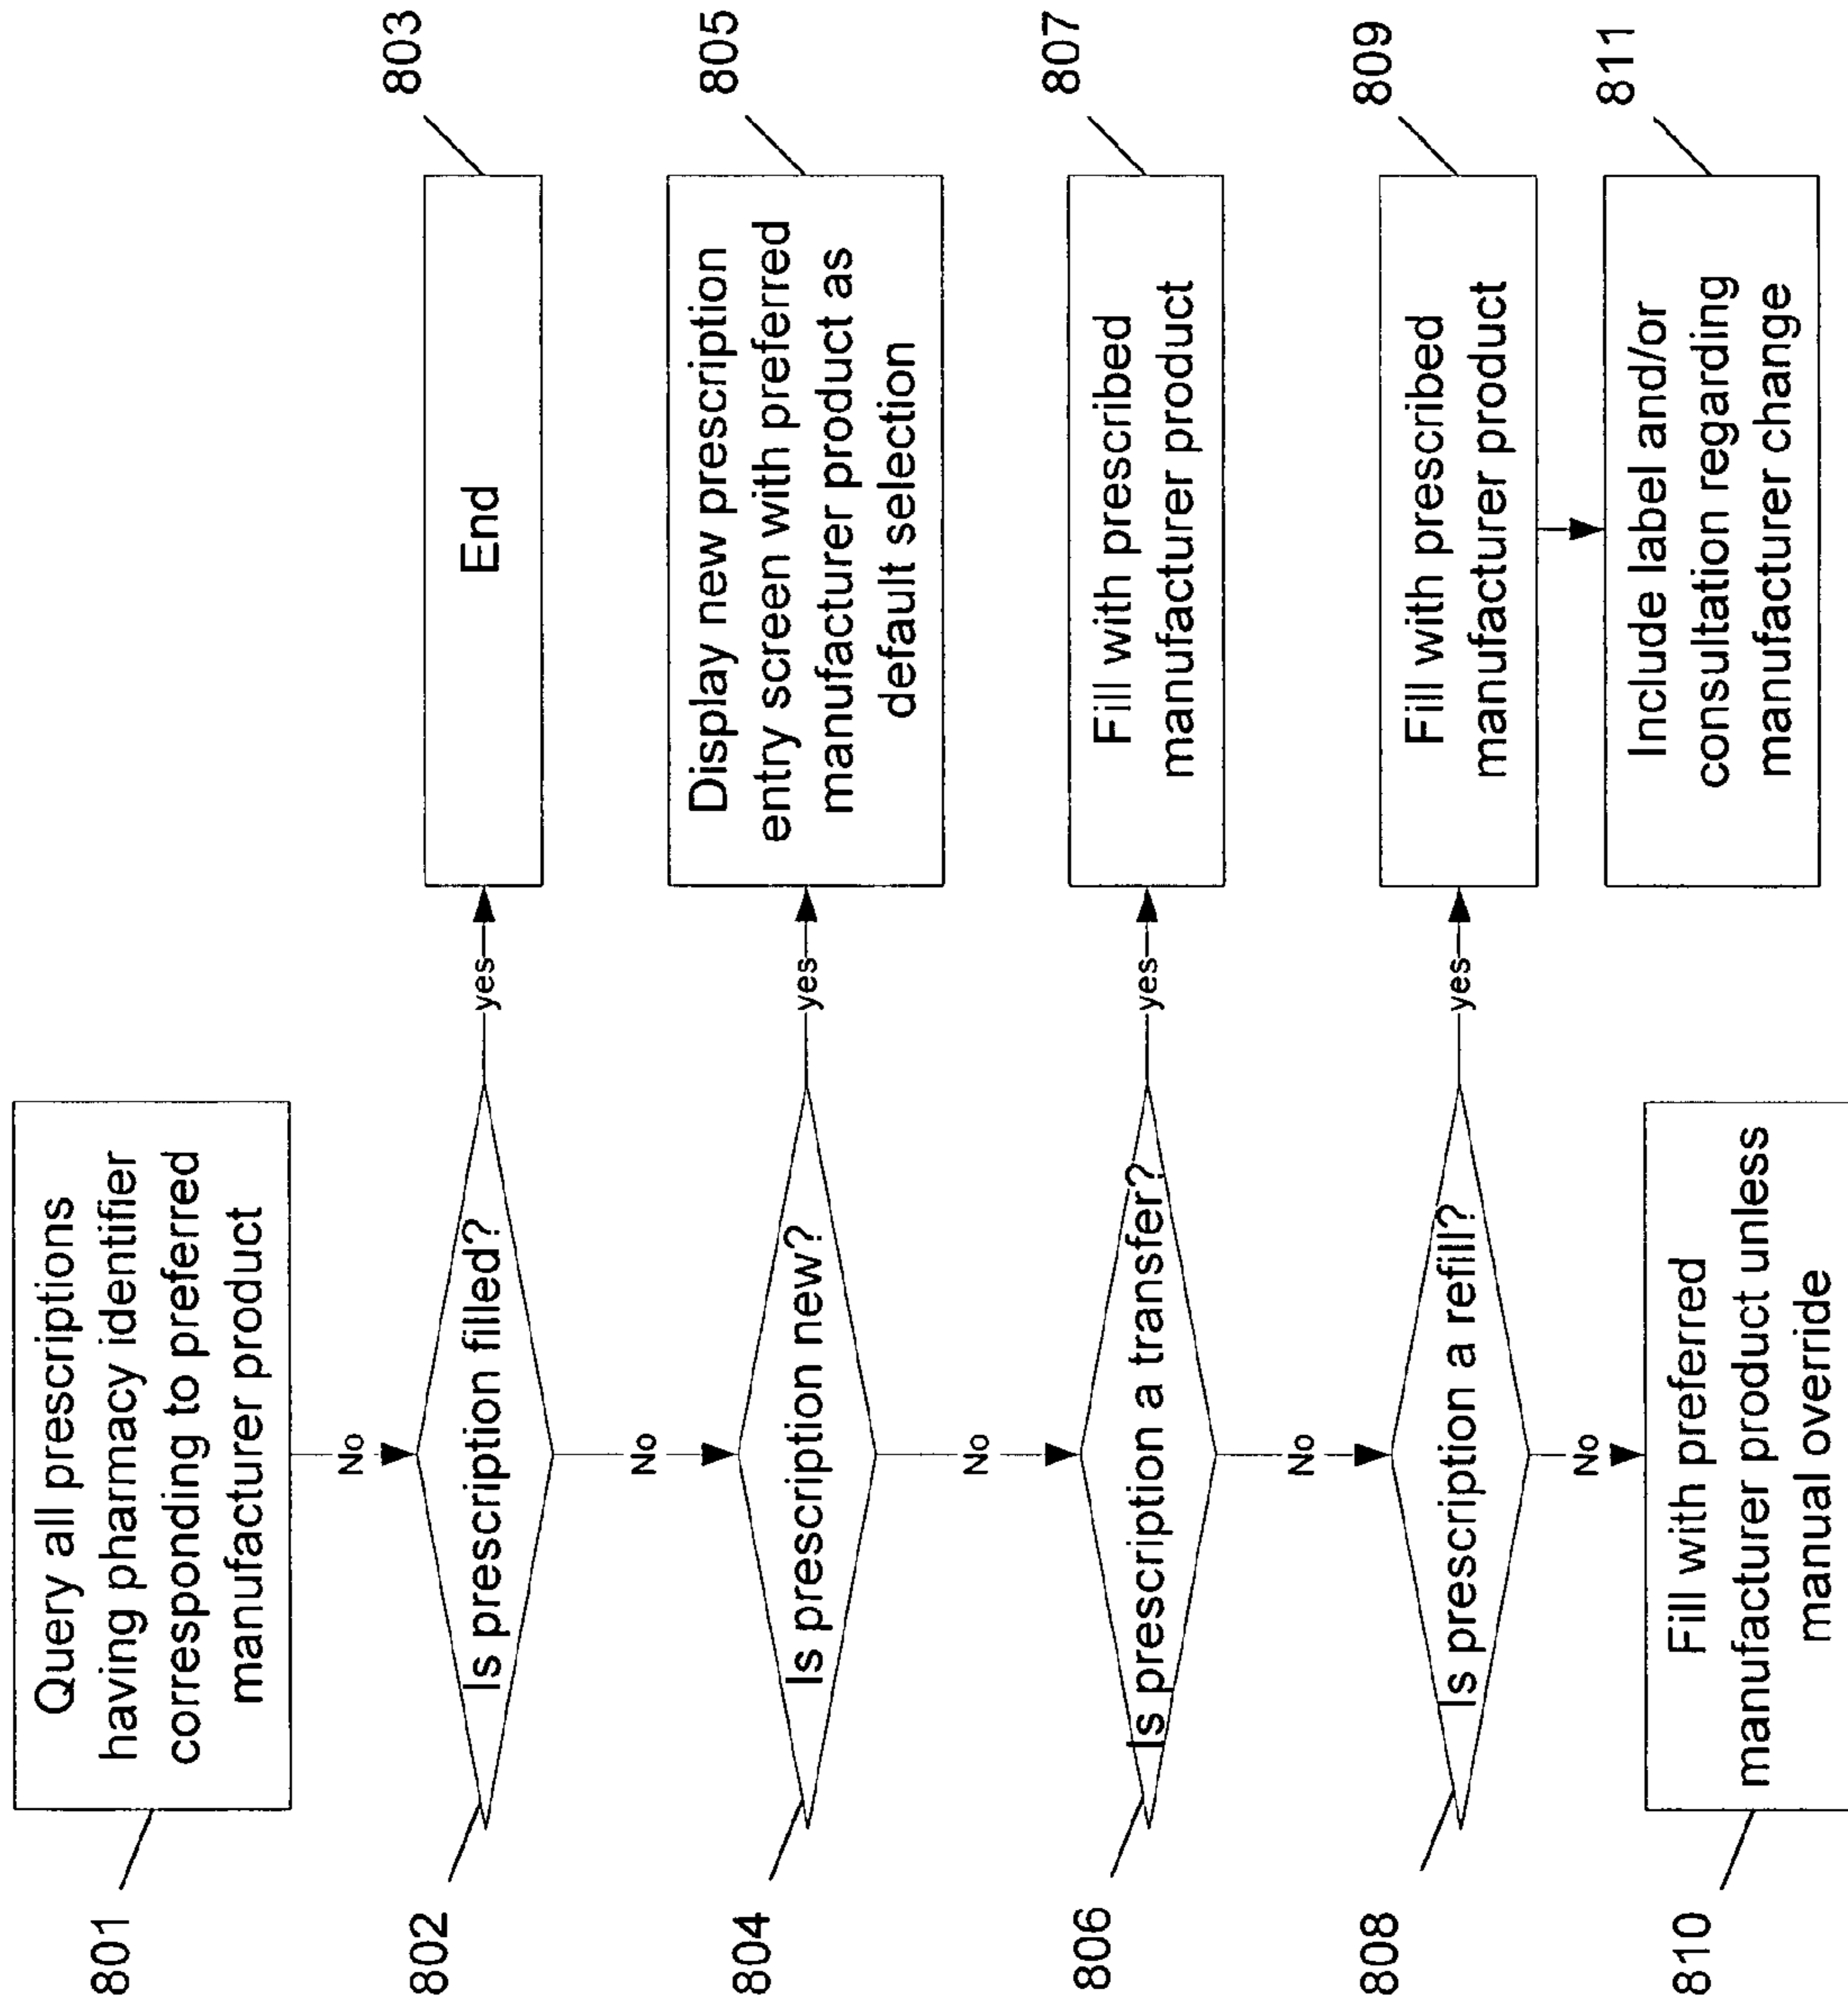 801
Query all prescriptions
having pharmacy identifier
corresponding to preferred
manufacturer product
No
802
Is prescription filled?
yes
End
803
No
804
Is prescription new?
yes
Display new prescription
entry screen with preferred
manufacturer product as
default selection
805
No
806
Is prescription a transfer?
yes
Fill with prescribed
manufacturer product
807
No
808
Is prescription a refill?
yes
Fill with prescribed
manufacturer product
809
No
810
Fill with preferred
manufacturer product unless
manual override
Include label and/or
consultation regarding
manufacturer change
811